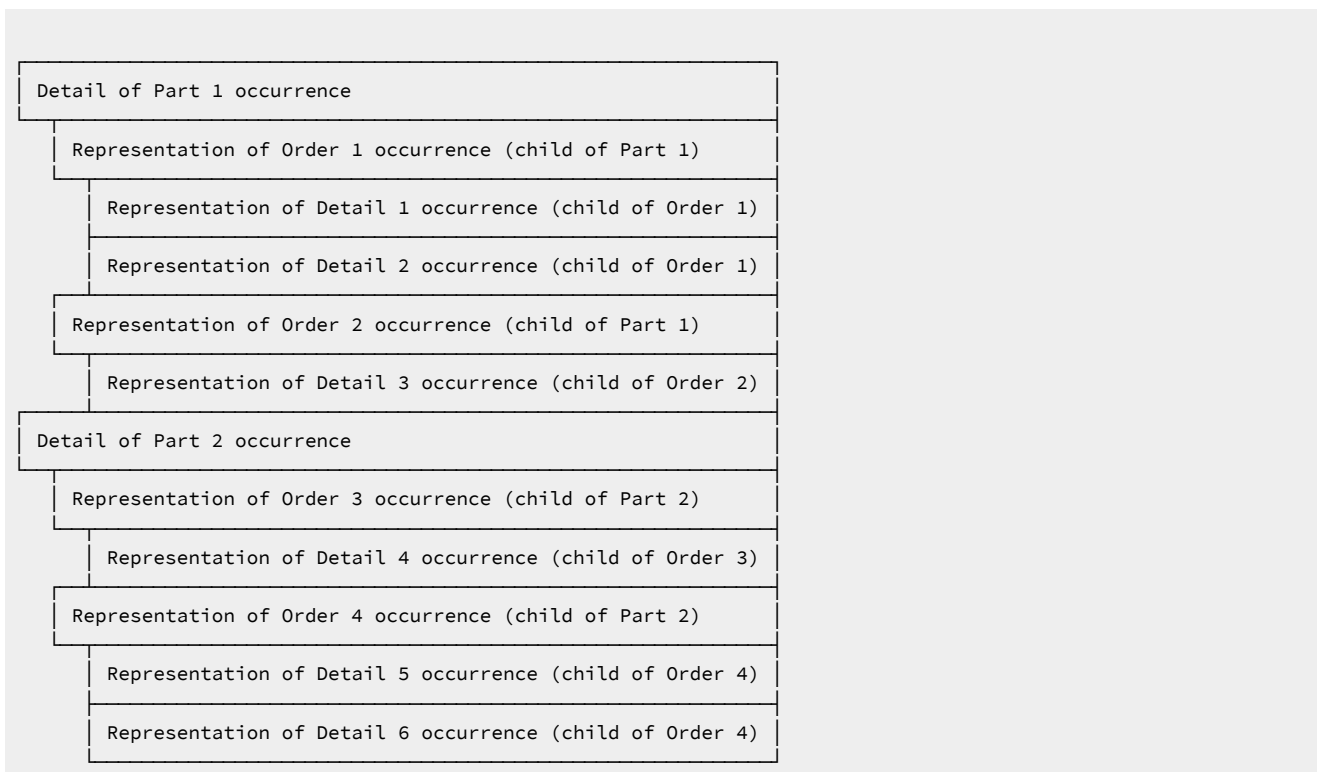 Detail of Part 1 occurrence
Representation of Order 1 occurrence (child of Part 1)
Representation of Detail 1 occurrence (child of Order 1)
Representation of Detail 2 occurrence (child of Order 1)
Representation of Order 2 occurrence (child of Part 1)
Representation of Detail 3 occurrence (child of Order 2)
Detail of Part 2 occurrence
Representation of Order 3 occurrence (child of Part 2)
Representation of Detail 4 occurrence (child of Order 3)
Representation of Order 4 occurrence (child of Part 2)
Representation of Detail 5 occurrence (child of Order 4)
Representation of Detail 6 occurrence (child of Order 4)